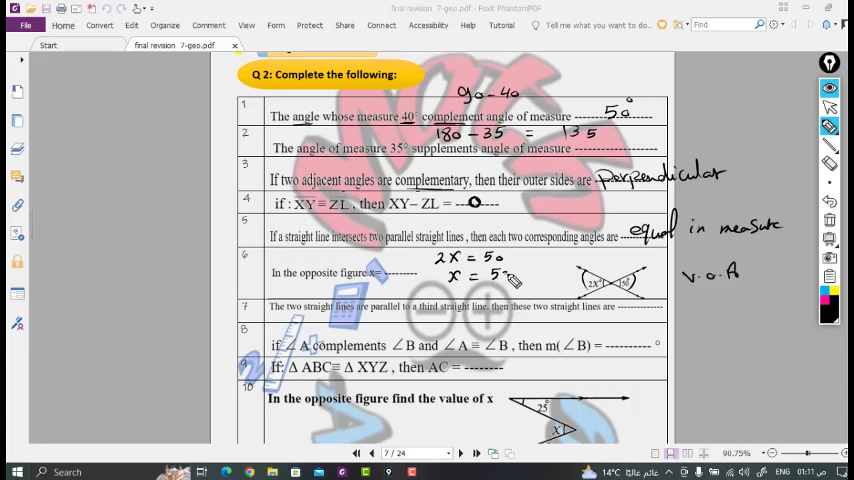 final revision 7-geo.pdf - Foxit PhantomPDF
File Home Edit Comment Organize Convert Protect Connect Help Tutorial Tell me what you want to do... Find
Start final revision 7-geo.pdf
Q 2: Complete the following:
90 - 40
1
The angle whose measure 40° complement angle of measure 50°
2
180 - 35 = 135
The angle of measure 35° supplements angle of measure
3
If two adjacent angles are complementary, then their outer sides are perpendicular
4
if : XY ≡ ZL , then XY– ZL = 0
5
If a straight line intersects two parallel straight lines , then each two corresponding angles are equal in measure
6
2X = 50
In the opposite figure x= --------
X =
2X° 50°
V.O.A
7
The two straight lines are parallel to a third straight line, then these two straight lines are -------------
8
if ∠A complements ∠B and ∠A ≡ ∠B , then m( ∠B) = ---------- °
9
If: Δ ABC≡ Δ XYZ , then AC = --------
10
In the opposite figure find the value of x
25°
X
7 / 24
90.75%
Search
14°C غائم غالبًا
ENG
01:11 ص